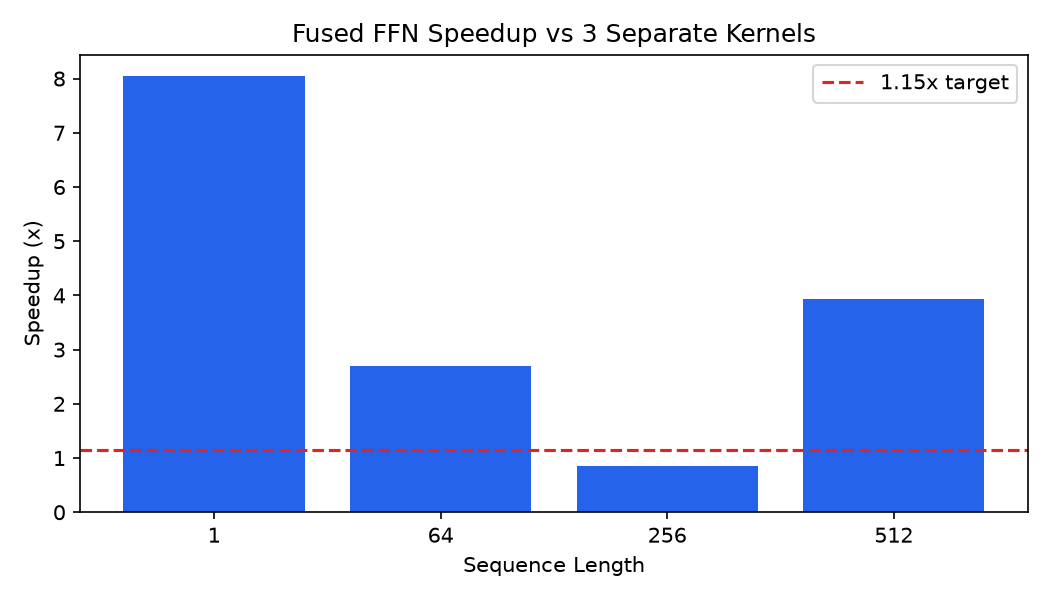 Fused FFN Speedup vs 3 Separate Kernels
1.15x target
Speedup (x)
8
7
6
5
4
3
2
1
0
1 64 256 512
Sequence Length